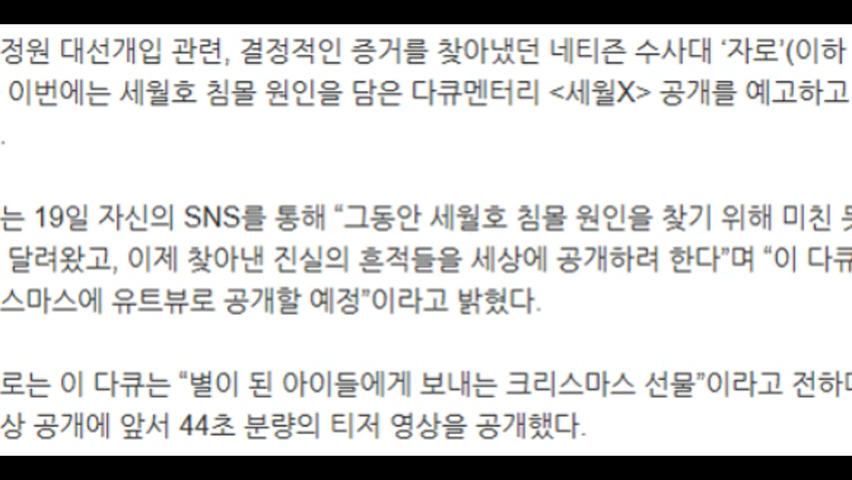 정원 대선개입 관련, 결정적인 증거를 찾아냈던 네티즌 수사대 ‘자로’(이하
이번에는 세월호 침몰 원인을 담은 다큐멘터리 <세월X> 공개를 예고하고
.
는 19일 자신의 SNS를 통해 “그동안 세월호 침몰 원인을 찾기 위해 미친
달려왔고, 이제 찾아낸 진실의 흔적들을 세상에 공개하려 한다”며 “이 다큐
스마스에 유트뷰로 공개할 예정”이라고 밝혔다.
로는 이 다큐는 “별이 된 아이들에게 보내는 크리스마스 선물”이라고 전하며
상 공개에 앞서 44초 분량의 티저 영상을 공개했다.